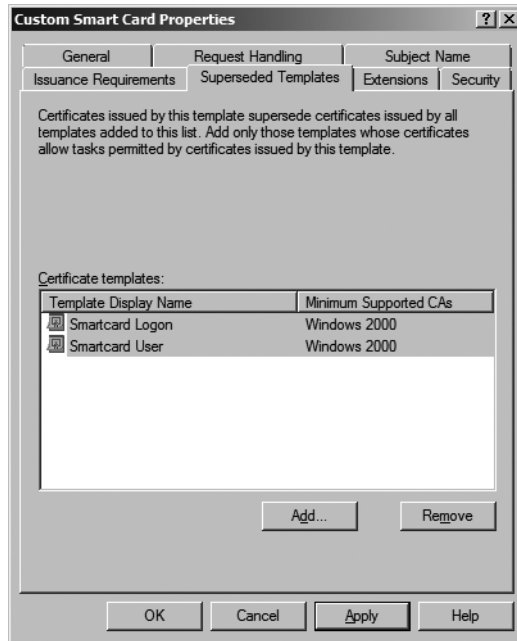 Custom Smart Card Properties
? X
General Request Handling Subject Name
Issuance Requirements Superseded Templates Extensions Security
Certificates issued by this template supersede certificates issued by all
templates added to this list. Add only those templates whose certificates
allow tasks permitted by certificates issued by this template.
Certificate templates:
Template Display Name Minimum Supported CAs
Smartcard Logon Windows 2000
Smartcard User Windows 2000
Add... Remove
OK Cancel Apply Help